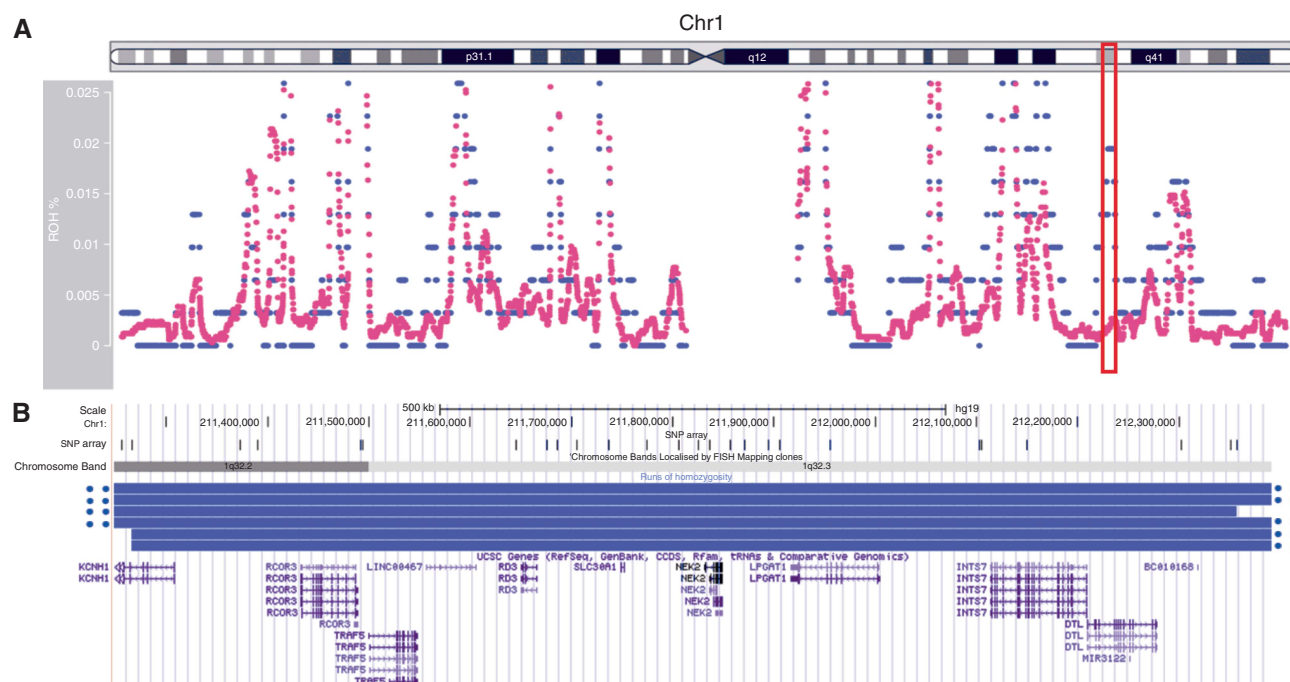 A
Chr1
p31.1 q12 q41
ROH %
0.025
0.02
0.015
0.01
0.005
0
B
Scale 500 kb hg19
Chr1: 211,400,000 211,500,000 211,600,000 211,700,000 211,800,000 211,900,000 212,000,000 212,100,000 212,200,000 212,300,000
SNP array
SNP array
'Chromosome Bands Localised by FISH Mapping clones
Chromosome Band 1q32.2 1q32.3
Runs of homozygosity
UCSC Genes (RefSeq, GenBank, CCDS, Rfam, tRNAs & Comparative Genomics)
KCNH1 RCOR3 LINC00467 RD3 SLC30A1 NEK2 LPGAT1 INTS7 BC010168
KCNH1 RCOR3 RD3 NEK2 LPGAT1 INTS7
RCOR3 RD3 NEK2 INTS7
RCOR3 NEK2 INTS7
RCOR3 NEK2 INTS7
RCOR3 DTL
TRAF5 DTL
TRAF5 DTL
TRAF5 MIR3122
TRAF5
TRAF5